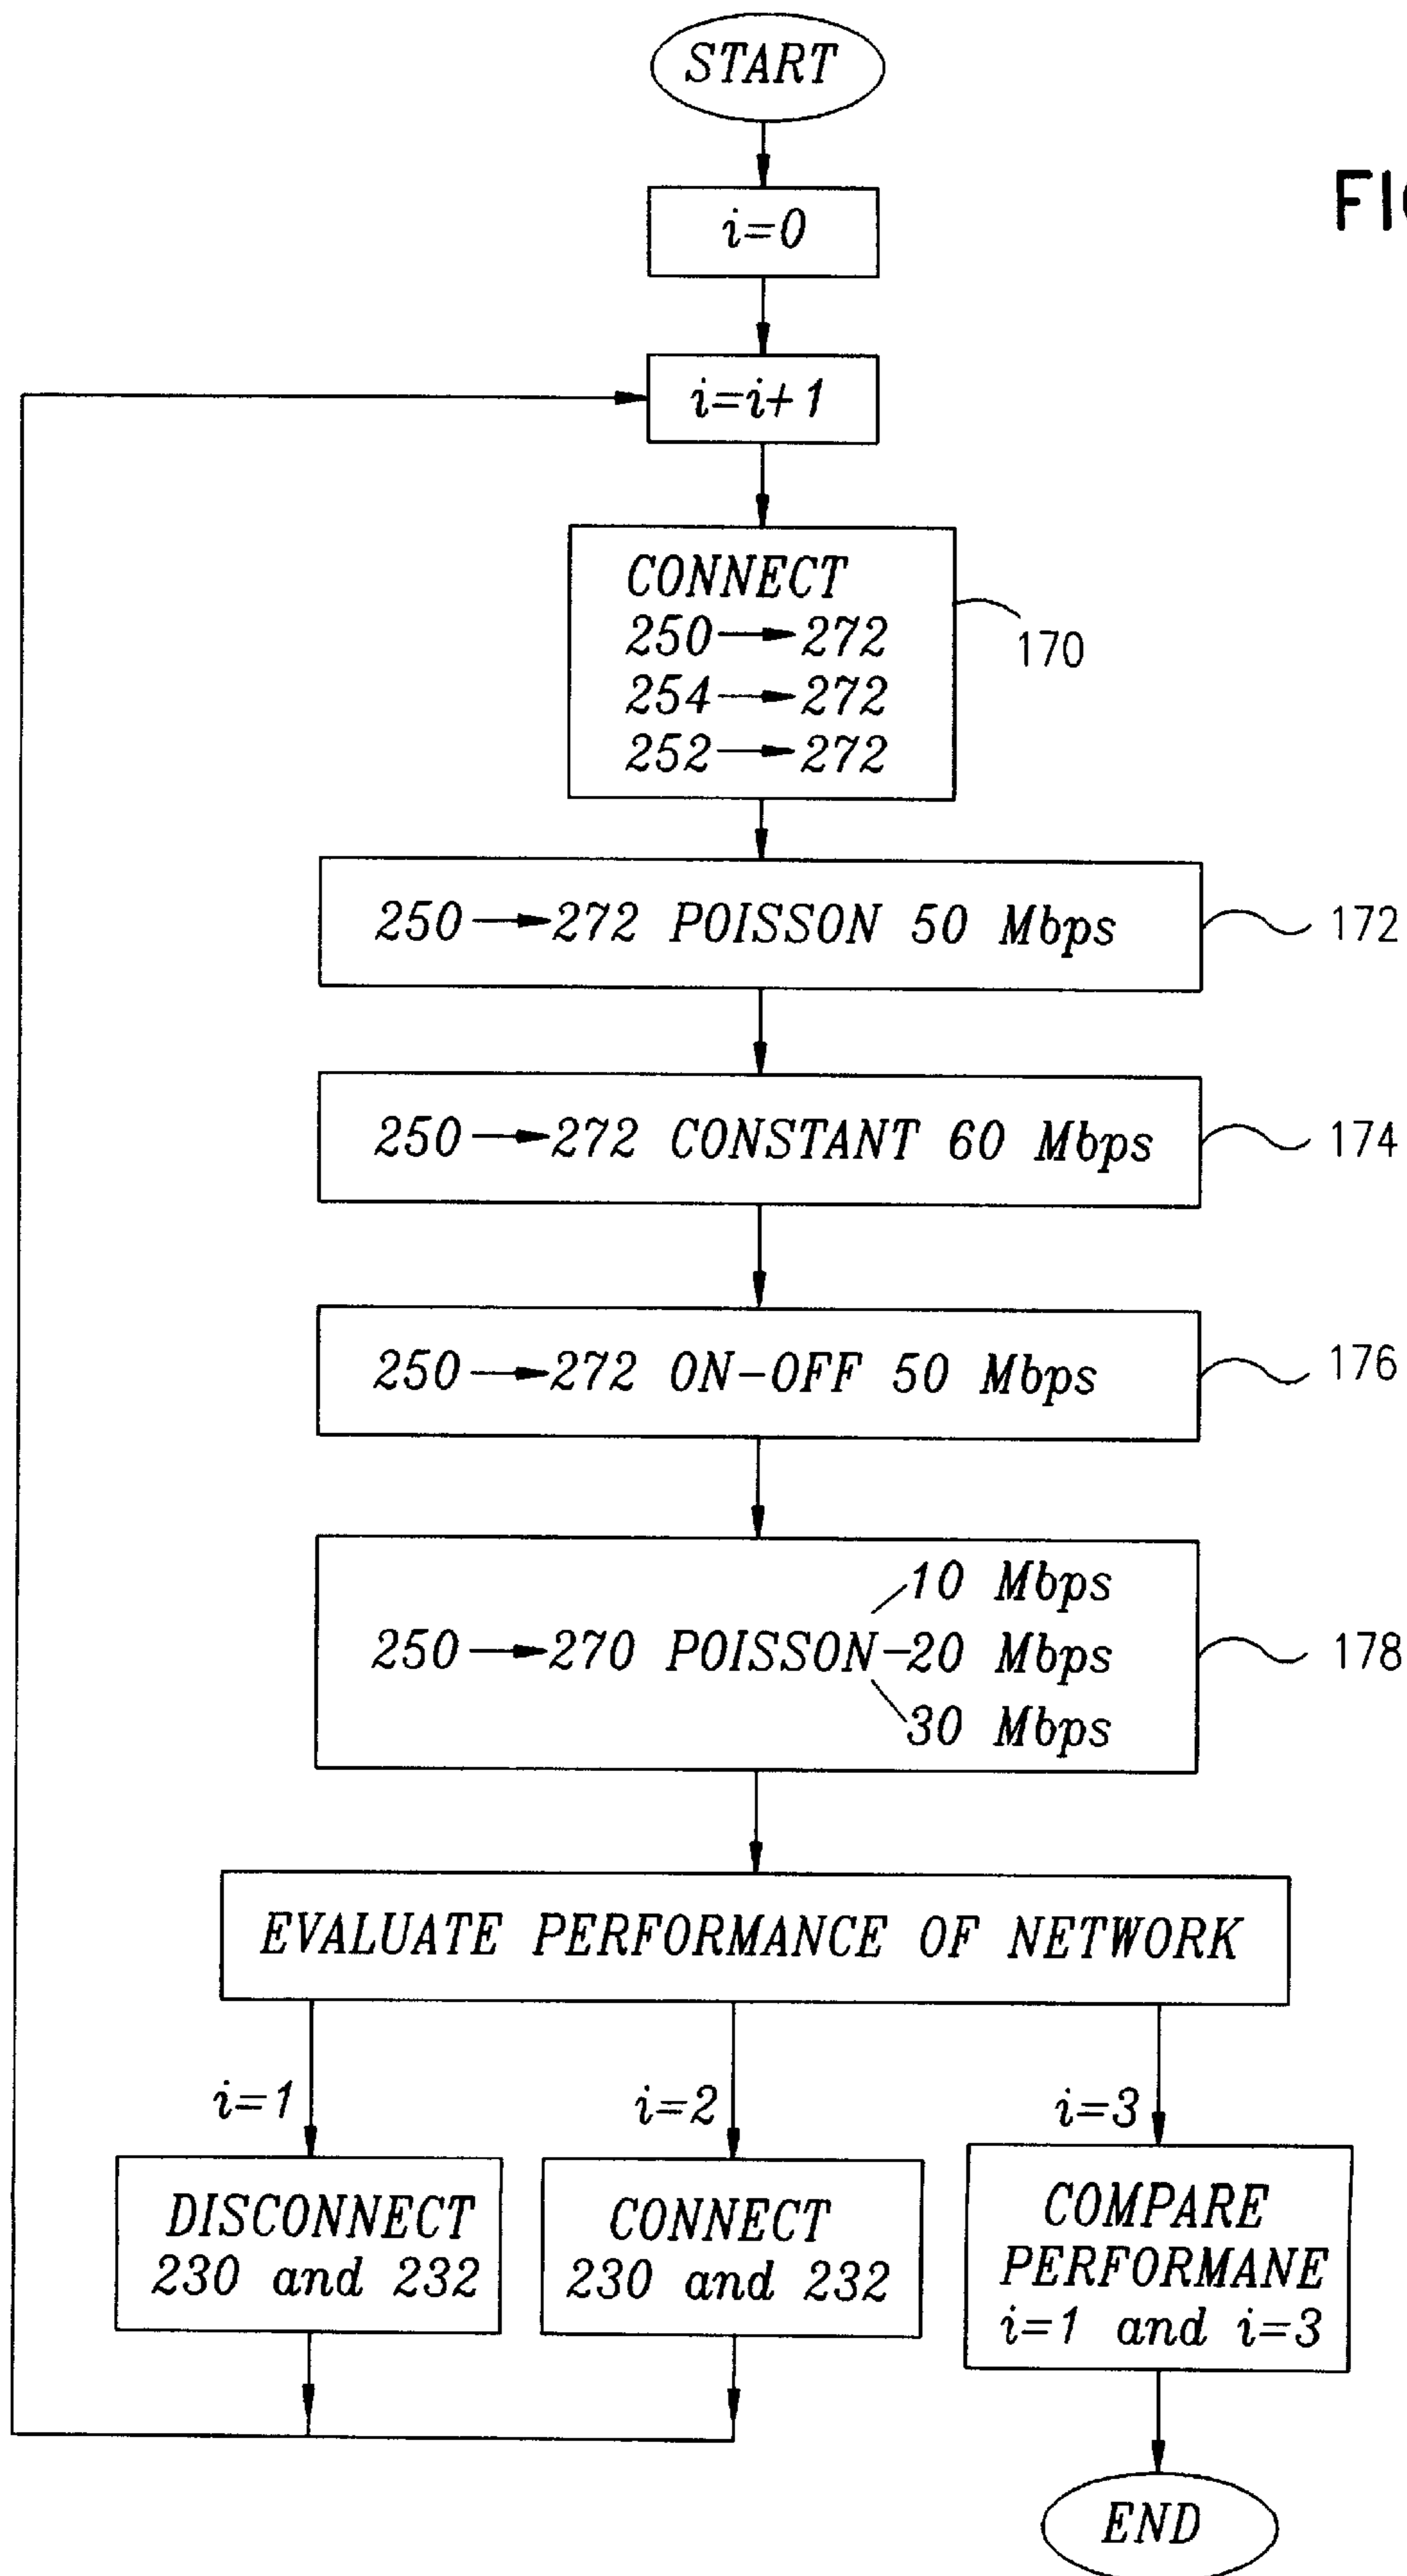 START
FIG
i=0
i=i+1
CONNECT
250→272
254→272
252→272
170
250→272 POISSON 50 Mbps
172
250→272 CONSTANT 60 Mbps
174
250→272 ON-OFF 50 Mbps
176
10 Mbps
250→270 POISSON-20 Mbps
30 Mbps
178
EVALUATE PERFORMANCE OF NETWORK
i=1
i=2
i=3
DISCONNECT
230 and 232
CONNECT
230 and 232
COMPARE
PERFORMANE
i=1 and i=3
END